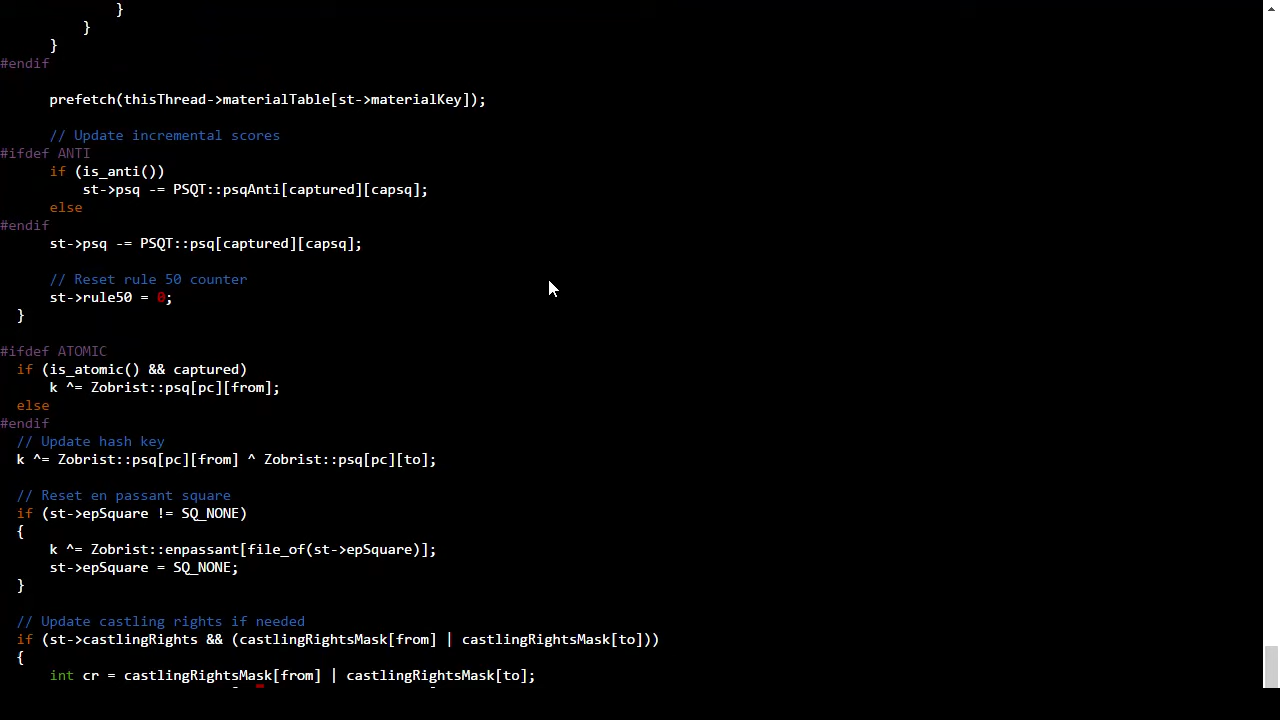 }
        }
    }
#endif

      prefetch(thisThread->materialTable[st->materialKey]);

      // Update incremental scores
#ifdef ANTI
      if (is_anti())
          st->psq -= PSQT::psqAnti[captured][capsq];
      else
#endif
      st->psq -= PSQT::psq[captured][capsq];

      // Reset rule 50 counter
      st->rule50 = 0;
  }

#ifdef ATOMIC
  if (is_atomic() && captured)
      k ^= Zobrist::psq[pc][from];
  else
#endif
  // Update hash key
  k ^= Zobrist::psq[pc][from] ^ Zobrist::psq[pc][to];

  // Reset en passant square
  if (st->epSquare != SQ_NONE)
  {
      k ^= Zobrist::enpassant[file_of(st->epSquare)];
      st->epSquare = SQ_NONE;
  }

  // Update castling rights if needed
  if (st->castlingRights && (castlingRightsMask[from] | castlingRightsMask[to]))
  {
      int cr = castlingRightsMask[from] | castlingRightsMask[to];